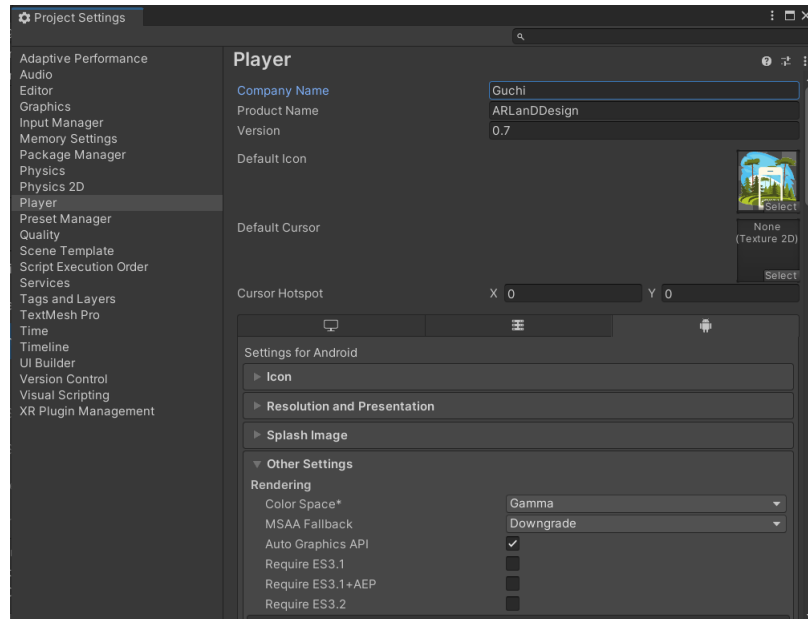 Project Settings
Adaptive Performance
Audio
Editor
Graphics
Input Manager
Memory Settings
Package Manager
Physics
Physics 2D
Player
Preset Manager
Quality
Scene Template
Script Execution Order
Services
Tags and Layers
TextMesh Pro
Time
Timeline
UI Builder
Version Control
Visual Scripting
XR Plugin Management
Player
Company Name Guchi
Product Name ARLanDDesign
Version 0.7
Default Icon
Select
Default Cursor
None
(Texture 2D)
Select
Cursor Hotspot X 0 Y 0
Settings for Android
Icon
Resolution and Presentation
Splash Image
Other Settings
Rendering
Color Space* Gamma
MSAA Fallback Downgrade
Auto Graphics API
Require ES3.1
Require ES3.1+AEP
Require ES3.2